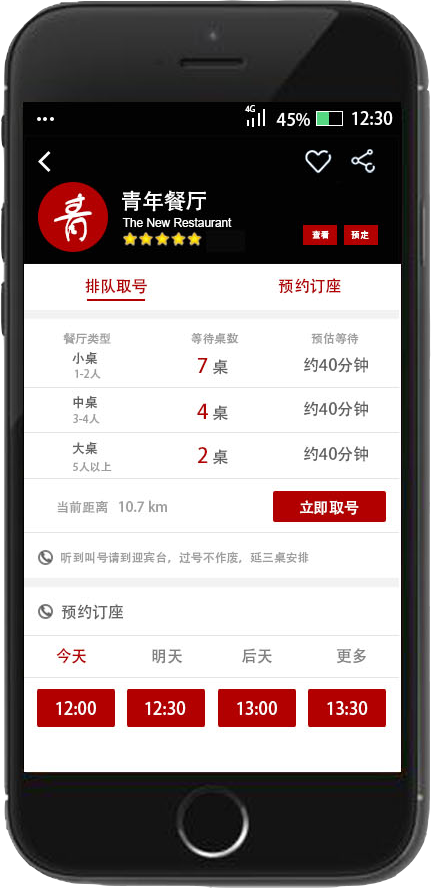 4G 45% 12:30
青
青年餐厅
The New Restaurant
查看 预定
排队取号 预约订座
餐厅类型 等待桌数 预估等待
小桌 7 桌 约40分钟
1-2人
中桌 4 桌 约40分钟
3-4人
大桌 2 桌 约40分钟
5人以上
当前距离 10.7 km 立即取号
听到叫号请到迎宾台，过号不作废，延三桌安排
预约订座
今天 明天 后天 更多
12:00 12:30 13:00 13:30